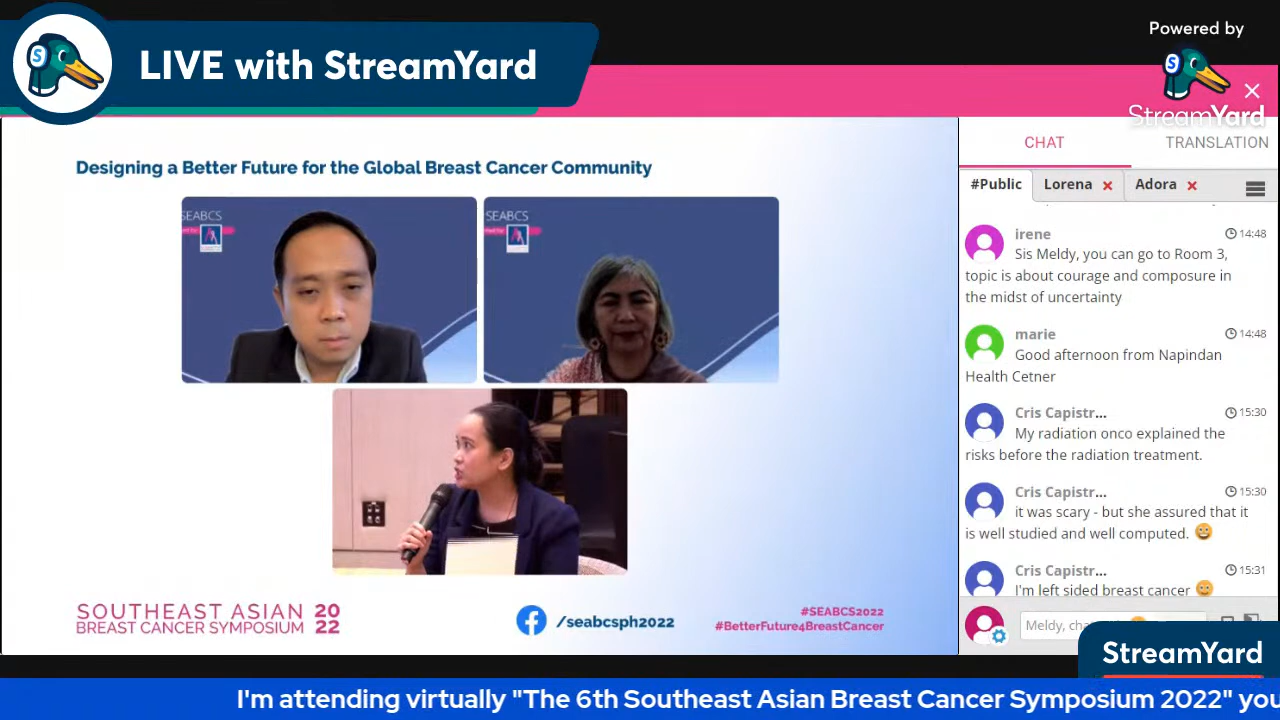 LIVE with StreamYard
Powered by
StreamYard
Designing a Better Future for the Global Breast Cancer Community
SEABCS
SEABCS
SOUTHEAST ASIAN
BREAST CANCER SYMPOSIUM
20
22
/seabcsph2022
#SEABCS2022
#BetterFuture4BreastCancer
CHAT
TRANSLATION
#Public
Lorena
Adora
irene
14:48
Sis Meldy, you can go to Room 3,
topic is about courage and composure in
the midst of uncertainty
marie
14:48
Good afternoon from Napindan
Health Cetner
Cris Capistr...
15:30
My radiation onco explained the
risks before the radiation treatment.
Cris Capistr...
15:30
it was scary - but she assured that it
is well studied and well computed. 😀
Cris Capistr...
15:31
I'm left sided breast cancer 😀
Meldy,
StreamYard
I'm attending virtually "The 6th Southeast Asian Breast Cancer Symposium 2022" you